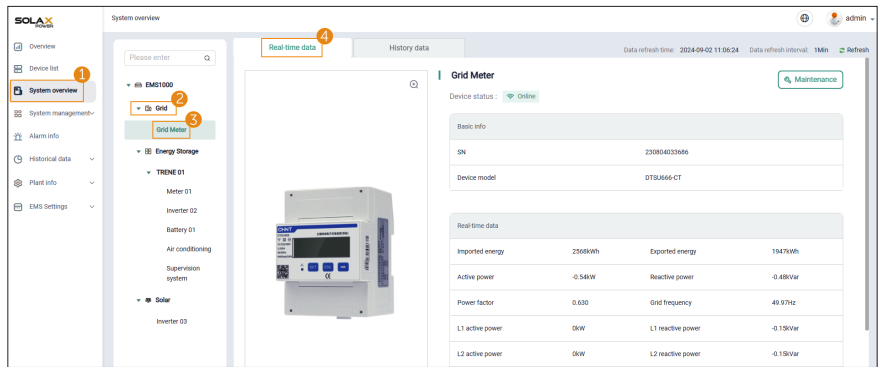 SOLAX
POWER
System overview
admin
Overview
Device list
1
System overview
System management
Alarm info
Historical data
Plant info
EMS Settings
Please enter
EMS1000
2
Grid
3
Grid Meter
Energy Storage
TRENE 01
Meter 01
Inverter 02
Battery 01
Air conditioning
Supervision
system
Solar
Inverter 03
4
Real-time data History data
Data refresh time: 2024-09-02 11:06:24 Data refresh interval: 1Min Refresh
CHNT
Grid Meter
Maintenance
Device status : Online
Basic info
SN 230804033686
Device model DTSU666-CT
Real-time data
Imported energy 2568kWh Exported energy 1947kWh
Active power -0.54kW Reactive power -0.48kVar
Power factor 0.630 Grid frequency 49.97Hz
L1 active power 0kW L1 reactive power -0.15kVar
L2 active power 0kW L2 reactive power -0.15kVar